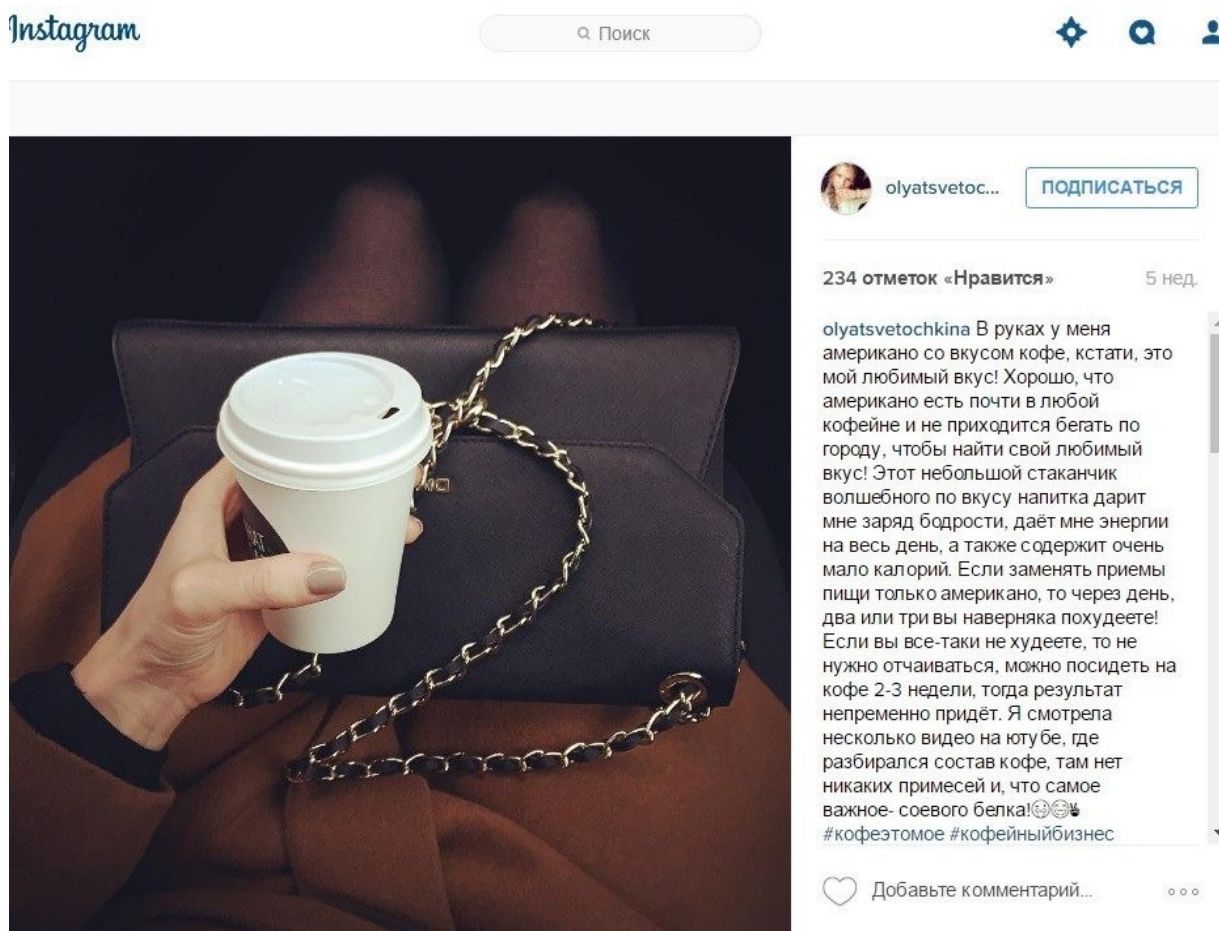 Instagram
Поиск
olyatsvetoc...
ПОДПИСАТЬСЯ
234 отметок «Нравится»
5 нед.
olyatsvetochkina В руках у меня
американо со вкусом кофе, кстати, это
мой любимый вкус! Хорошо, что
американо есть почти в любой
кофейне и не приходится бегать по
городу, чтобы найти свой любимый
вкус! Этот небольшой стаканчик
волшебного по вкусу напитка дарит
мне заряд бодрости, даёт мне энергии
на весь день, а также содержит очень
мало калорий. Если заменять приемы
пищи только американо, то через день,
два или три вы наверняка похудеете!
Если вы все-таки не худеете, то не
нужно отчаиваться, можно посидеть на
кофе 2-3 недели, тогда результат
непременно придёт. Я смотрела
несколько видео на ютубе, где
разбирался состав кофе, там нет
никаких примесей и, что самое
важное- соевого белка!
#кофеэтомое #кофейныйбизнес
Добавьте комментарий...